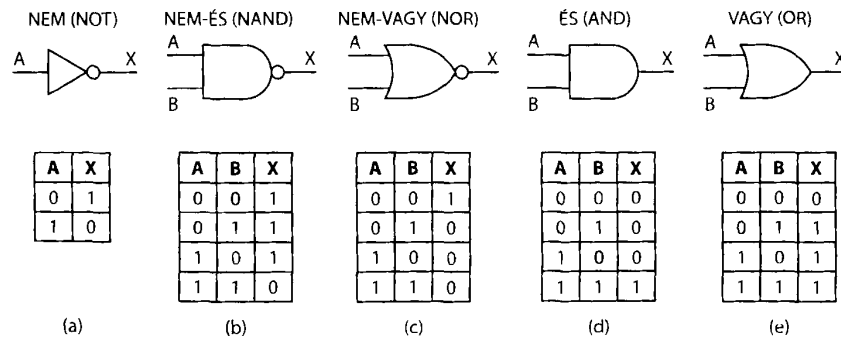 NEM (NOT) NEM-ÉS (NAND) NEM-VAGY (NOR) ÉS (AND) VAGY (OR)
A X A X A X A X A X
B B B B
A X A B X A B X A B X A B X
0 1 0 0 1 0 0 1 0 0 0 0 0 0
1 0 0 1 1 0 1 0 0 1 0 0 1 1
1 0 1 1 0 0 1 0 0 1 0 1
1 1 0 1 1 0 1 1 1 1 1 1
(a) (b) (c) (d) (e)